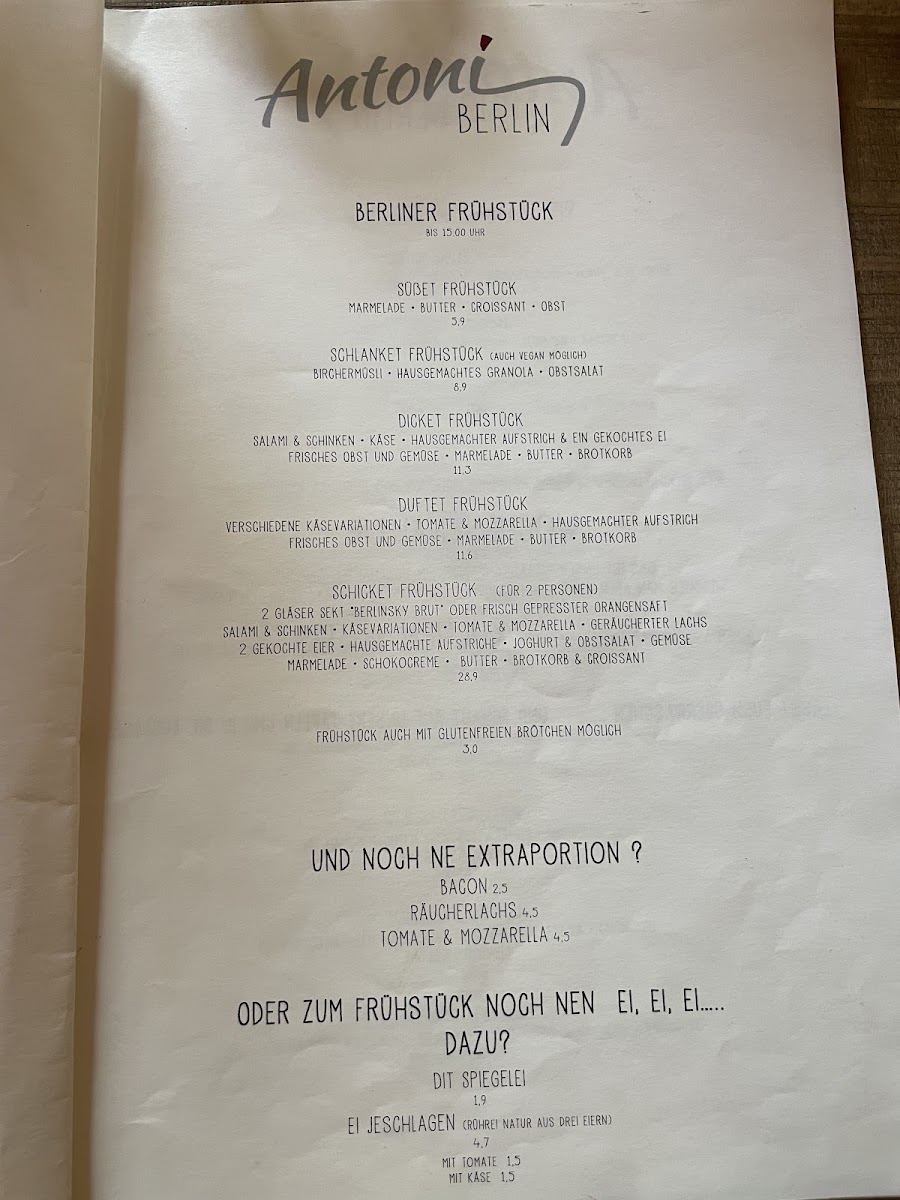 Antoni
BERLIN
BERLINER FRÜHSTÜCK
BIS 15.00 UHR
SÜßET FRÜHSTÜCK
MARMELADE • BUTTER • CROISSANT • OBST
5,9
SCHLANKET FRÜHSTÜCK (AUCH VEGAN MÖGLICH)
BIRCHERMÜSLI • HAUSGEMACHTES GRANOLA • OBSTSALAT
8,9
DICKET FRÜHSTÜCK
SALAMI & SCHINKEN • KÄSE • HAUSGEMACHTER AUFSTRICH & EIN GEKOCHTES EI
FRISCHES OBST UND GEMÜSE • MARMELADE • BUTTER • BROTKORB
11,3
DUFTET FRÜHSTÜCK
VERSCHIEDENE KÄSEVARIATIONEN • TOMATE & MOZZARELLA • HAUSGEMACHTER AUFSTRICH
FRISCHES OBST UND GEMÜSE • MARMELADE • BUTTER • BROTKORB
11,6
SCHICKET FRÜHSTÜCK (FÜR 2 PERSONEN)
2 GLÄSER SEKT "BERLINSKY BRUT" ODER FRISCH GEPRESSTER ORANGENSAFT
SALAMI & SCHINKEN • KÄSEVARIATIONEN • TOMATE & MOZZARELLA • GERÄUCHERTER LACHS
2 GEKOCHTE EIER • HAUSGEMACHTE AUFSTRICHE • JOGHURT & OBSTSALAT • GEMÜSE
MARMELADE • SCHOKOCREME • BUTTER • BROTKORB & CROISSANT
28,9
FRÜHSTÜCK AUCH MIT GLUTENFREIEN BRÖTCHEN MÖGLICH
3,0
UND NOCH NE EXTRAPORTION ?
BACON 2,5
RÄUCHERLACHS 4,5
TOMATE & MOZZARELLA 4,5
ODER ZUM FRÜHSTÜCK NOCH NEN EI, EI, EI.....
DAZU?
DIT SPIEGELEI
1,9
EI JESCHLAGEN (RÜHREI NATUR AUS DREI EIERN)
4,7
MIT TOMATE 1,5
MIT KÄSE 1,5